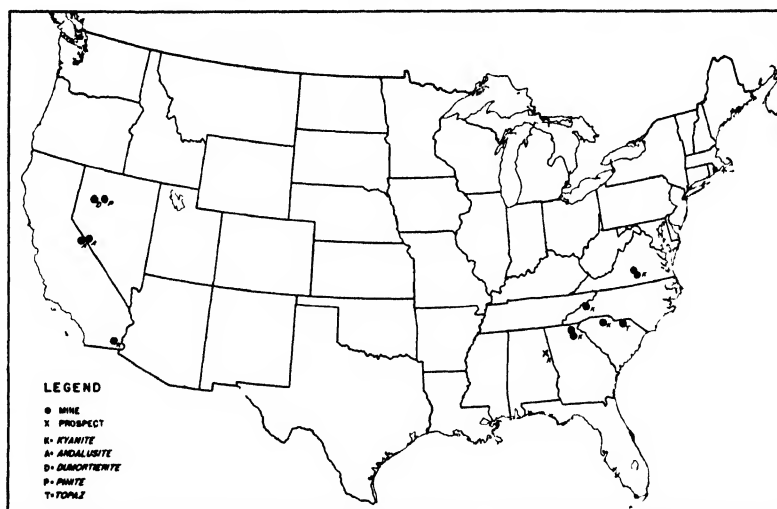 D P
A
K
K
K
K
K T
X K
LEGEND
● MINE
X PROSPECT
K= KYANITE
A= ANDALUSITE
D= DUMORTIERITE
P= PINITE
T= TOPAZ